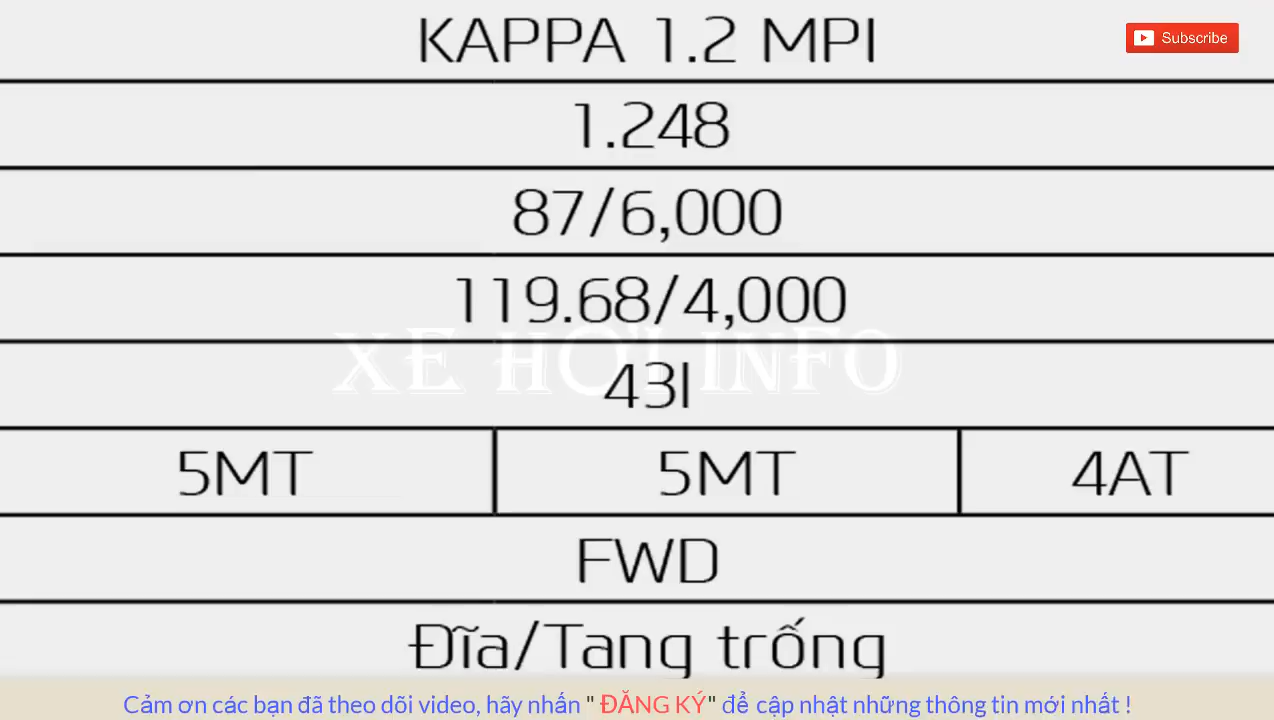 KAPPA 1.2 MPI
Subscribe
1.248
87/6,000
119.68/4,000
XE HƠI INFO
43l
5MT 5MT 4AT
FWD
Đĩa/Tang trống
Cảm ơn các bạn đã theo dõi video, hãy nhấn " ĐĂNG KÝ" để cập nhật những thông tin mới nhất !